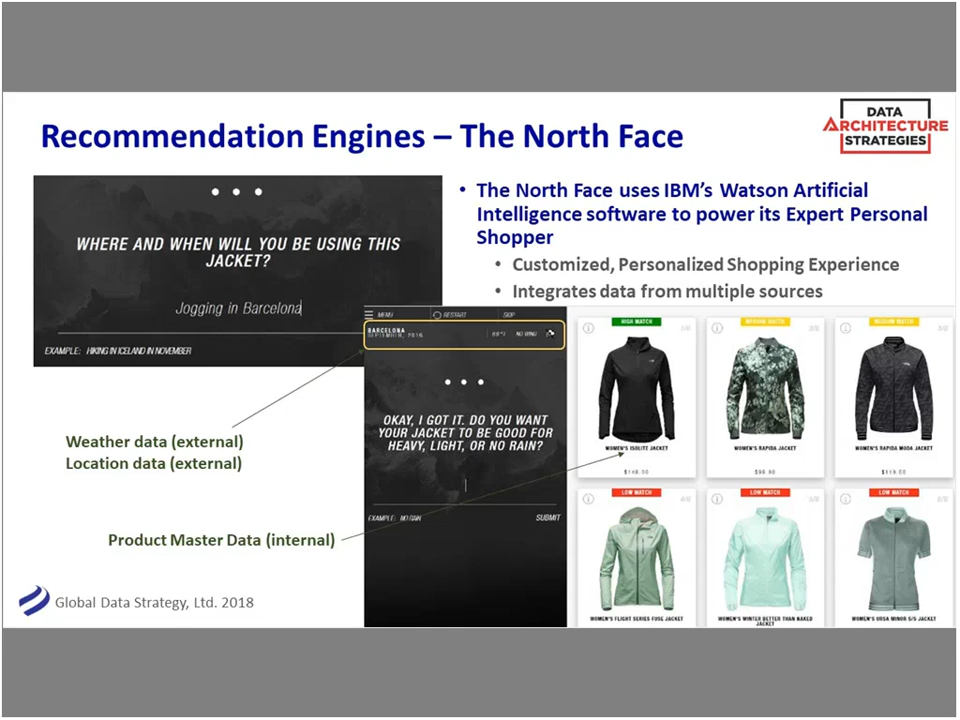 Recommendation Engines – The North Face
DATA
ARCHITECTURE
STRATEGIES
WHERE AND WHEN WILL YOU BE USING THIS
JACKET?
Jogging in Barcelona
EXAMPLE: HIKING IN ICELAND IN NOVEMBER
• The North Face uses IBM's Watson Artificial
Intelligence software to power its Expert Personal
Shopper
• Customized, Personalized Shopping Experience
• Integrates data from multiple sources
MENU RESTART SKIP
BARCELONA
SEPTEMBER, 2016
NO WIND
OKAY, I GOT IT. DO YOU WANT
YOUR JACKET TO BE GOOD FOR
HEAVY, LIGHT, OR NO RAIN?
EXAMPLE: NO RAIN SUBMIT
HIGH MATCH
WOMEN'S ISOLITE JACKET
MEDIUM MATCH
WOMEN'S RAPIDA JACKET
MEDIUM MATCH
WOMEN'S RAPIDA MODA JACKET
LOW MATCH
WOMEN'S FLIGHT SERIES FUSE JACKET
LOW MATCH
WOMEN'S WINTER BETTER THAN NAKED
JACKET
LOW MATCH
WOMEN'S URSA MINOR S/S JACKET
Weather data (external)
Location data (external)
Product Master Data (internal)
Global Data Strategy, Ltd. 2018